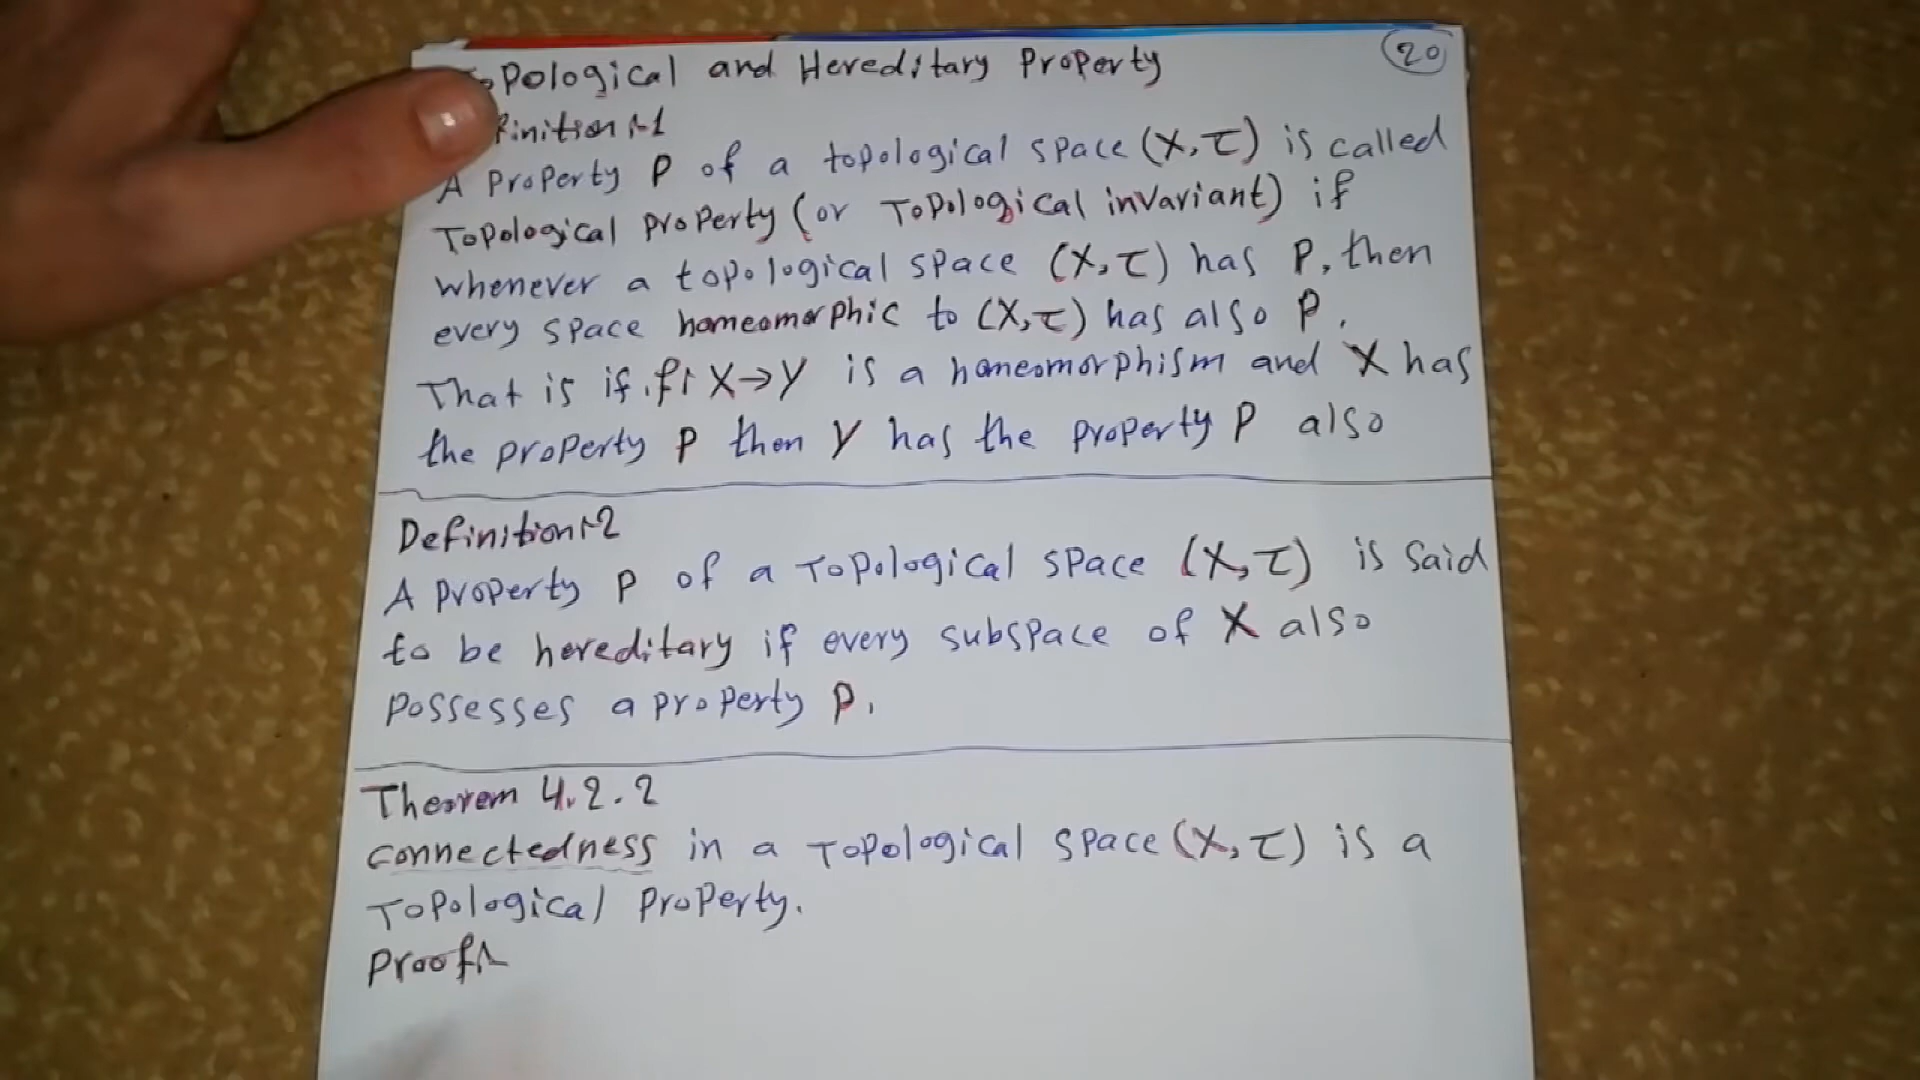 Topological and Hereditary Property
20
finition:-1
A Property P of a topological space (X,τ) is called
Topological property (or Topological invariant) if
whenever a topological space (X,τ) has P, then
every space homeomorphic to (X,τ) has also P.
That is if, f: X→Y is a homeomorphism and X has
the property P then Y has the property P also
Definition:-2
A property P of a Topological space (X,τ) is said
to be hereditary if every subspace of X also
possesses a property P.
Theorem 4.2.2
connectedness in a Topological space (X,τ) is a
Topological Property.
Proof:-